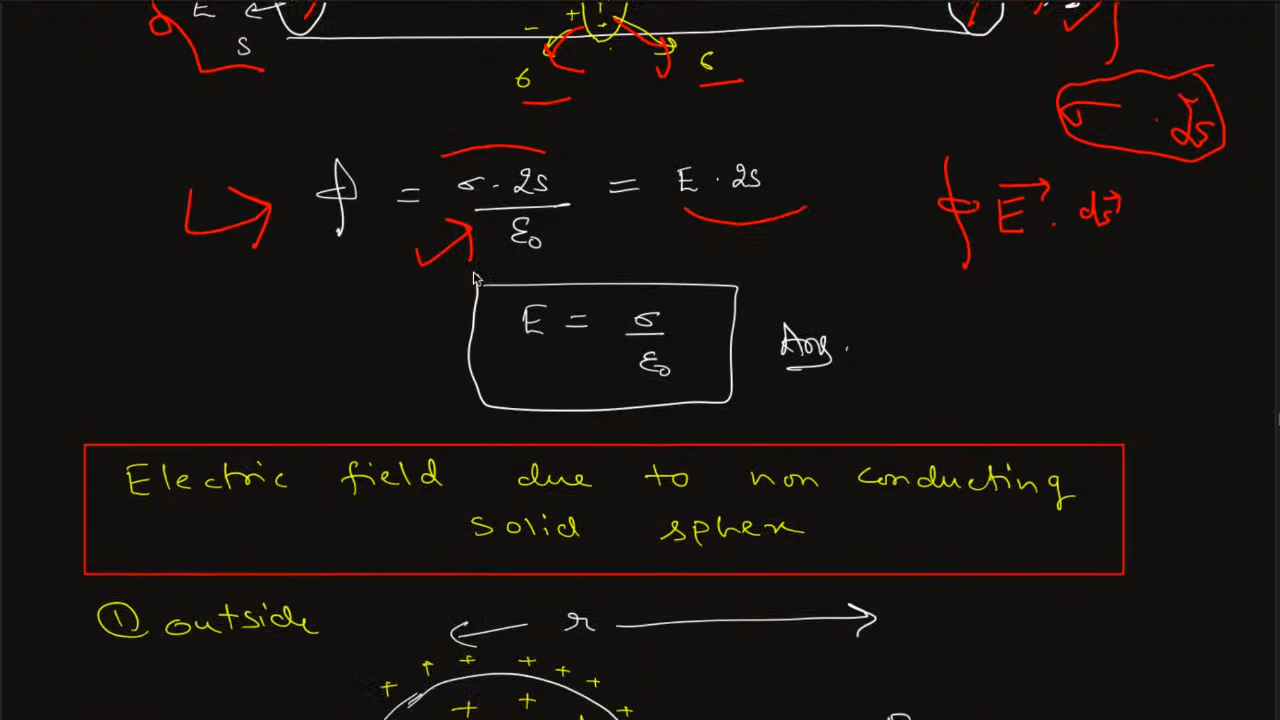 E
S
σ σ
ds
ϕ = σ · 2s / ε₀ = E · 2s
ϕ E⃗ · ds⃗
E = σ / ε₀ Ans.
Electric field due to non conducting
solid sphere
① outside r